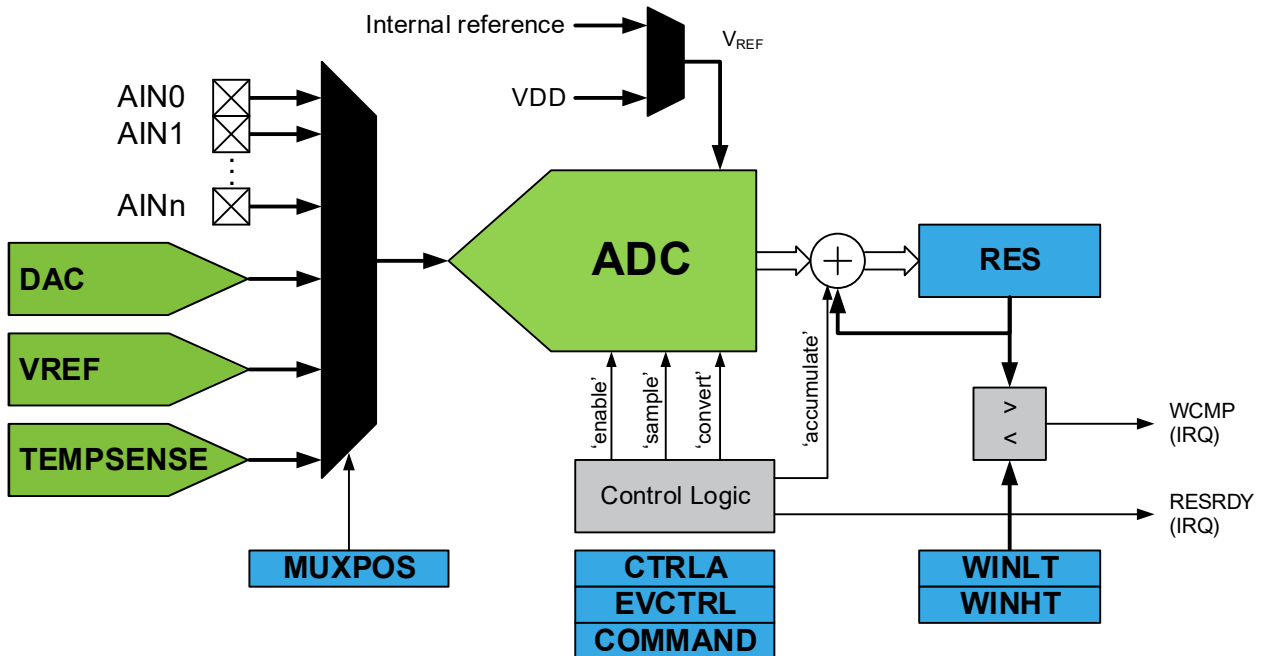 Internal reference
VREF
VDD
AIN0
AIN1
AINn
DAC
VREF
TEMPSENSE
ADC
RES
'enable'
'sample'
'convert'
'accumulate'
>
<
WCMP
(IRQ)
Control Logic
RESRDY
(IRQ)
MUXPOS
CTRLA
EVCTRL
COMMAND
WINLT
WINHT